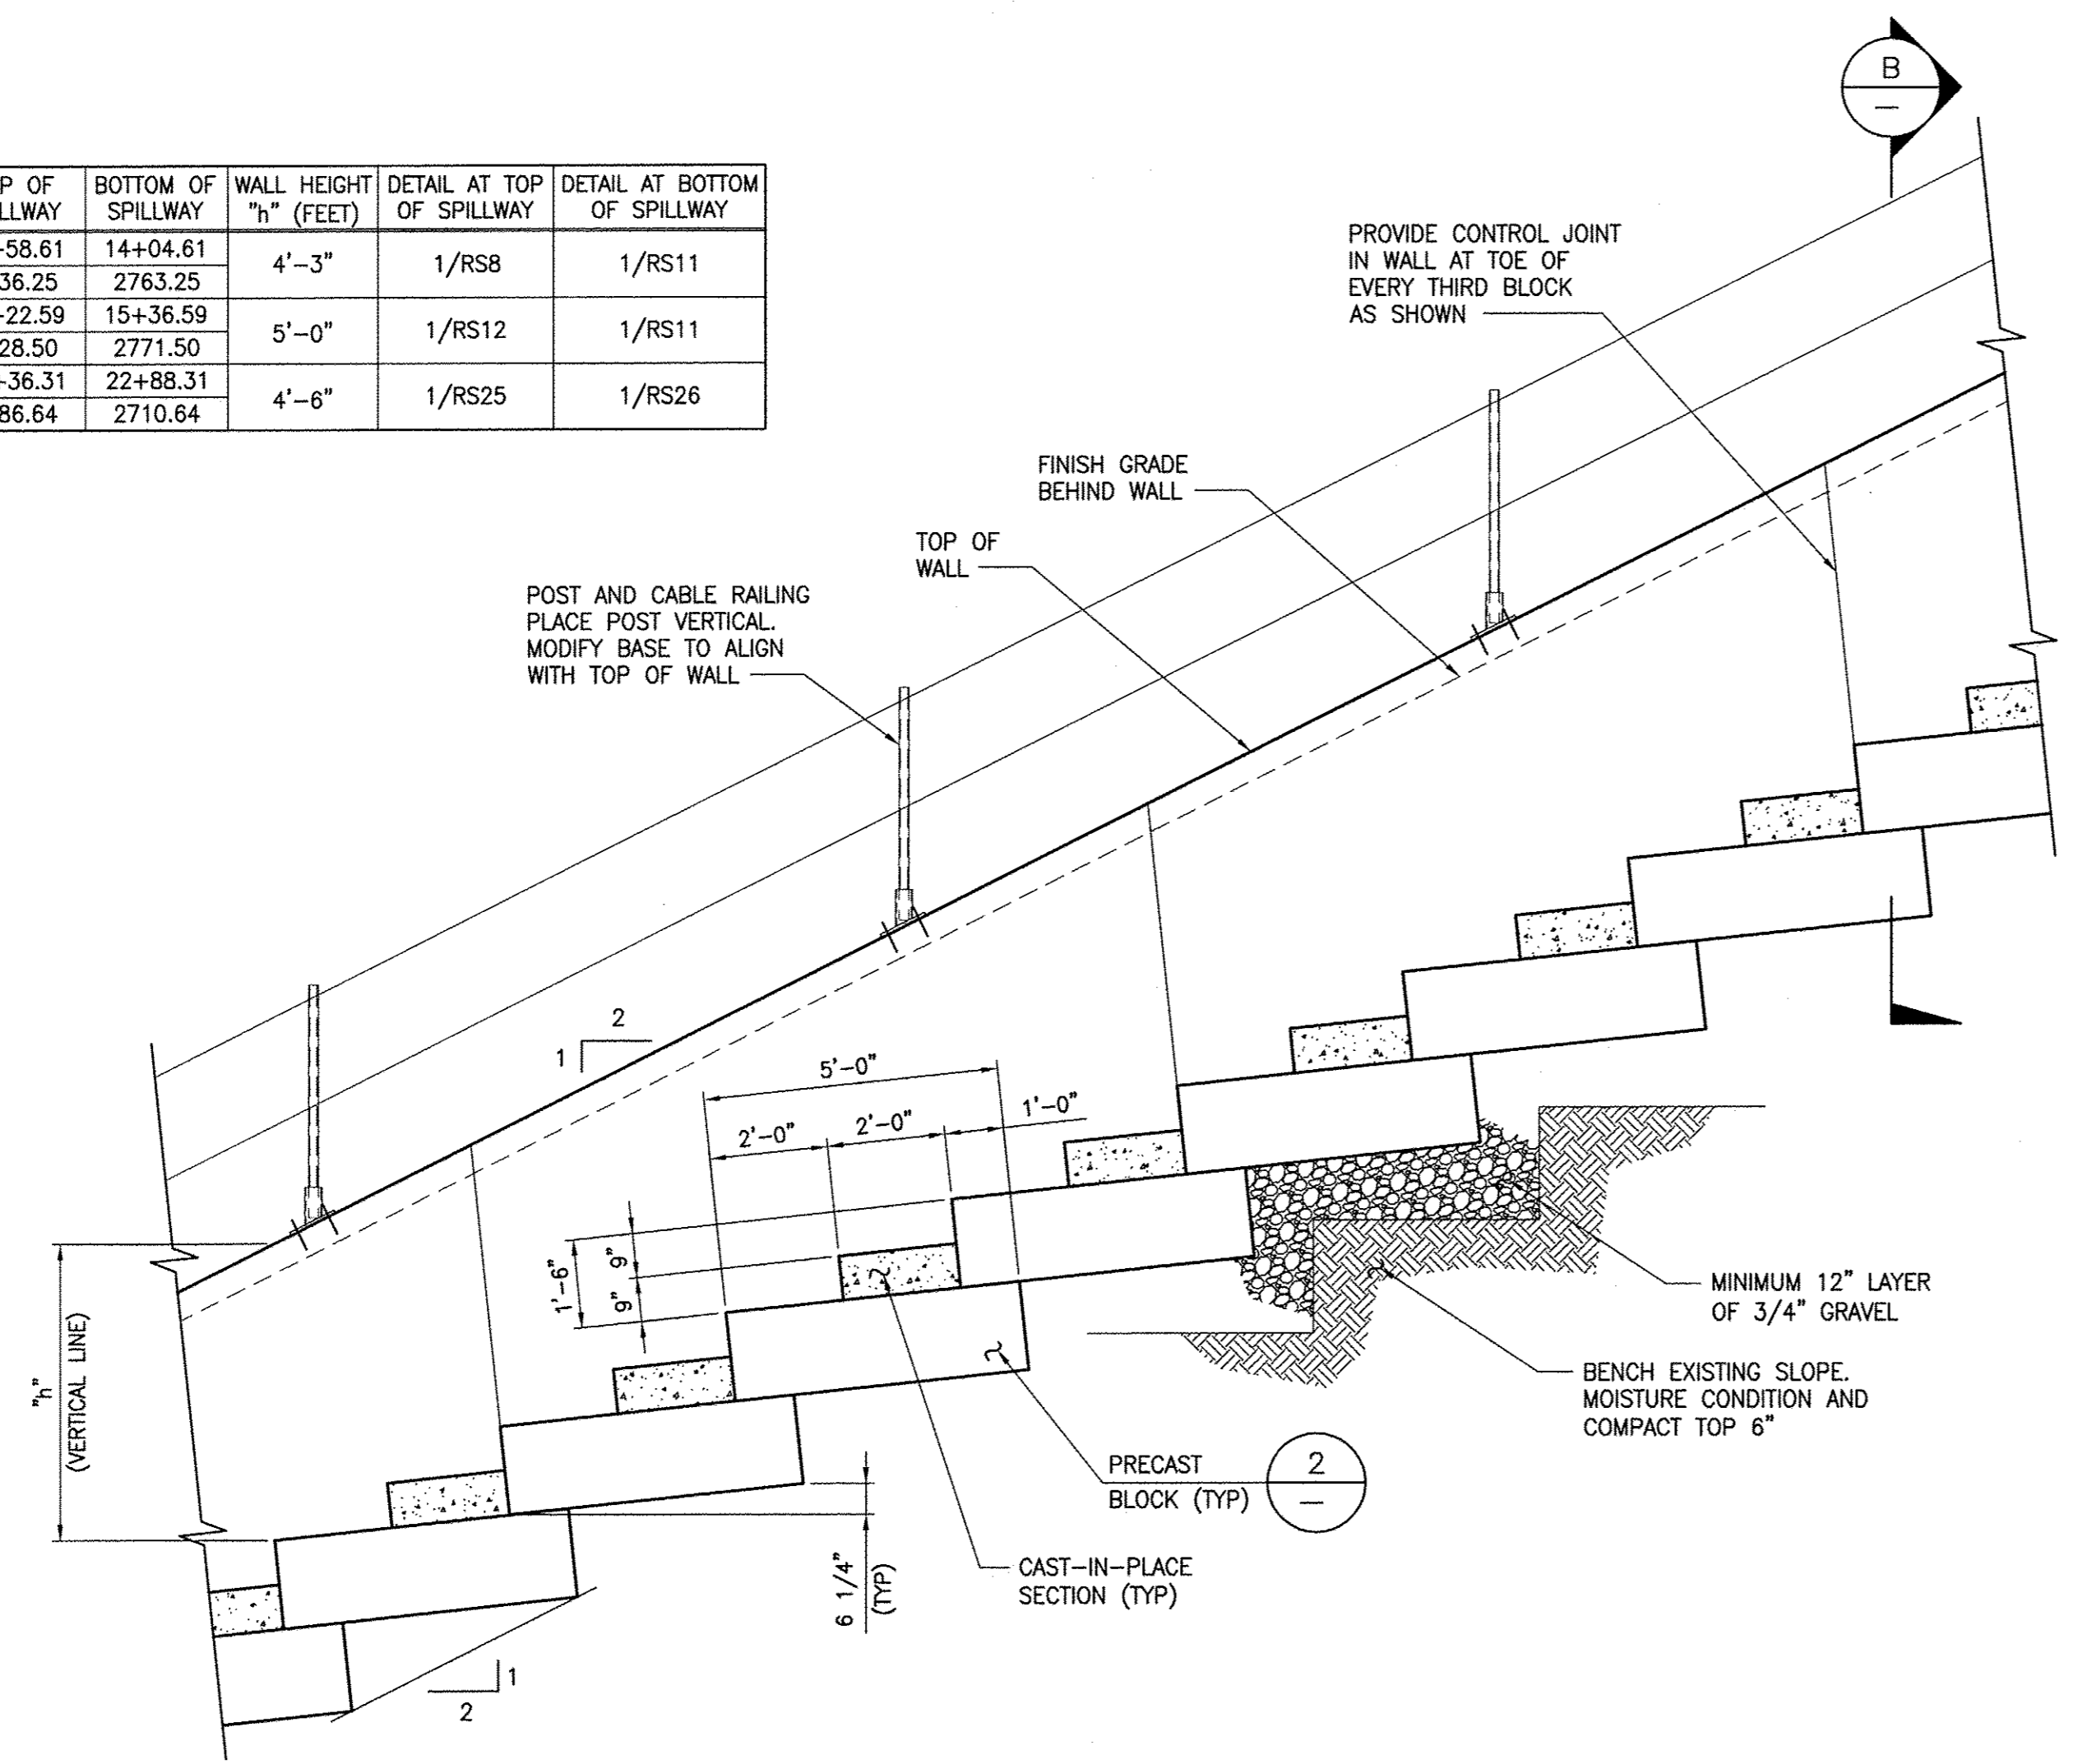 B
—
P OF BOTTOM OF WALL HEIGHT DETAIL AT TOP DETAIL AT BOTTOM
LLWAY SPILLWAY "h" (FEET) OF SPILLWAY OF SPILLWAY
-58.61 14+04.61 4'-3" 1/RS8 1/RS11
36.25 2763.25
-22.59 15+36.59 5'-0" 1/RS12 1/RS11
28.50 2771.50
-36.31 22+88.31 4'-6" 1/RS25 1/RS26
86.64 2710.64
PROVIDE CONTROL JOINT
IN WALL AT TOE OF
EVERY THIRD BLOCK
AS SHOWN
FINISH GRADE
BEHIND WALL
TOP OF
WALL
POST AND CABLE RAILING
PLACE POST VERTICAL.
MODIFY BASE TO ALIGN
WITH TOP OF WALL
2
1
5'-0"
2'-0" 2'-0" 1'-0"
1'-6"
9"
9"
"h"
(VERTICAL LINE)
MINIMUM 12" LAYER
OF 3/4" GRAVEL
BENCH EXISTING SLOPE.
MOISTURE CONDITION AND
COMPACT TOP 6"
PRECAST
BLOCK (TYP)
2
—
CAST-IN-PLACE
SECTION (TYP)
6 1/4"
(TYP)
1
2